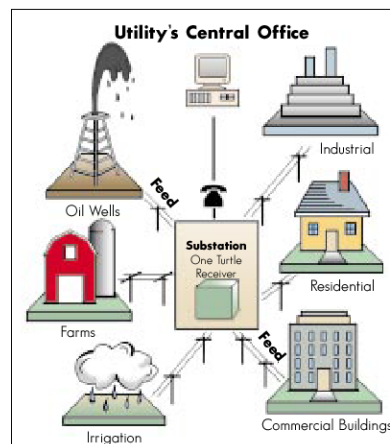 Utility's Central Office
Industrial
Feed
Oil Wells
Substation
One Turtle
Receiver
Residential
Farms
Feed
Irrigation
Commercial Buildings